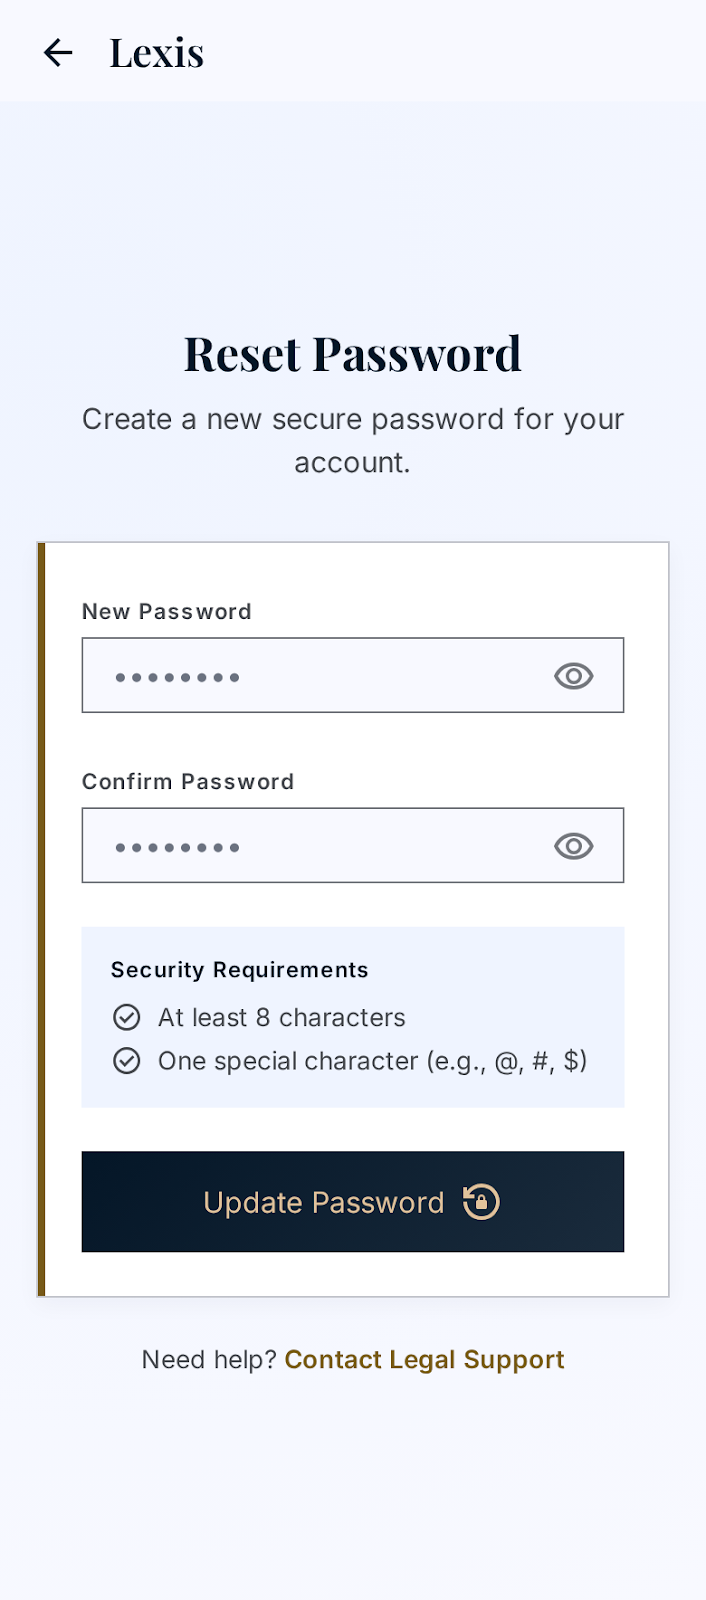 Lexis
Reset Password
Create a new secure password for your
account.
New Password
••••••••
Confirm Password
••••••••
Security Requirements
At least 8 characters
One special character (e.g., @, #, $)
Update Password
Need help? Contact Legal Support